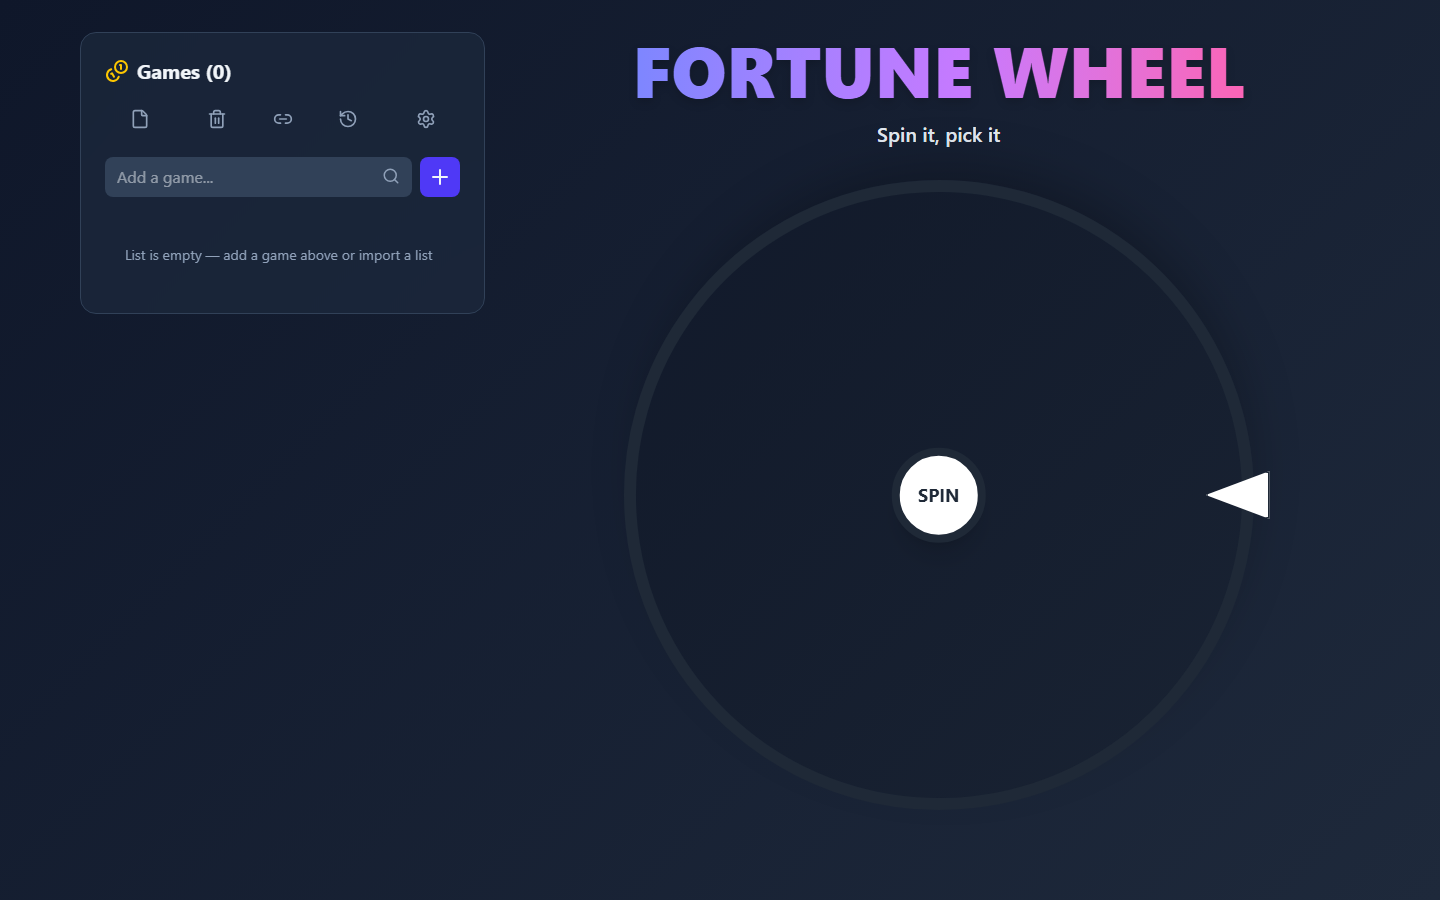 Games (0)
Add a game...
List is empty — add a game above or import a list
FORTUNE WHEEL
Spin it, pick it
SPIN